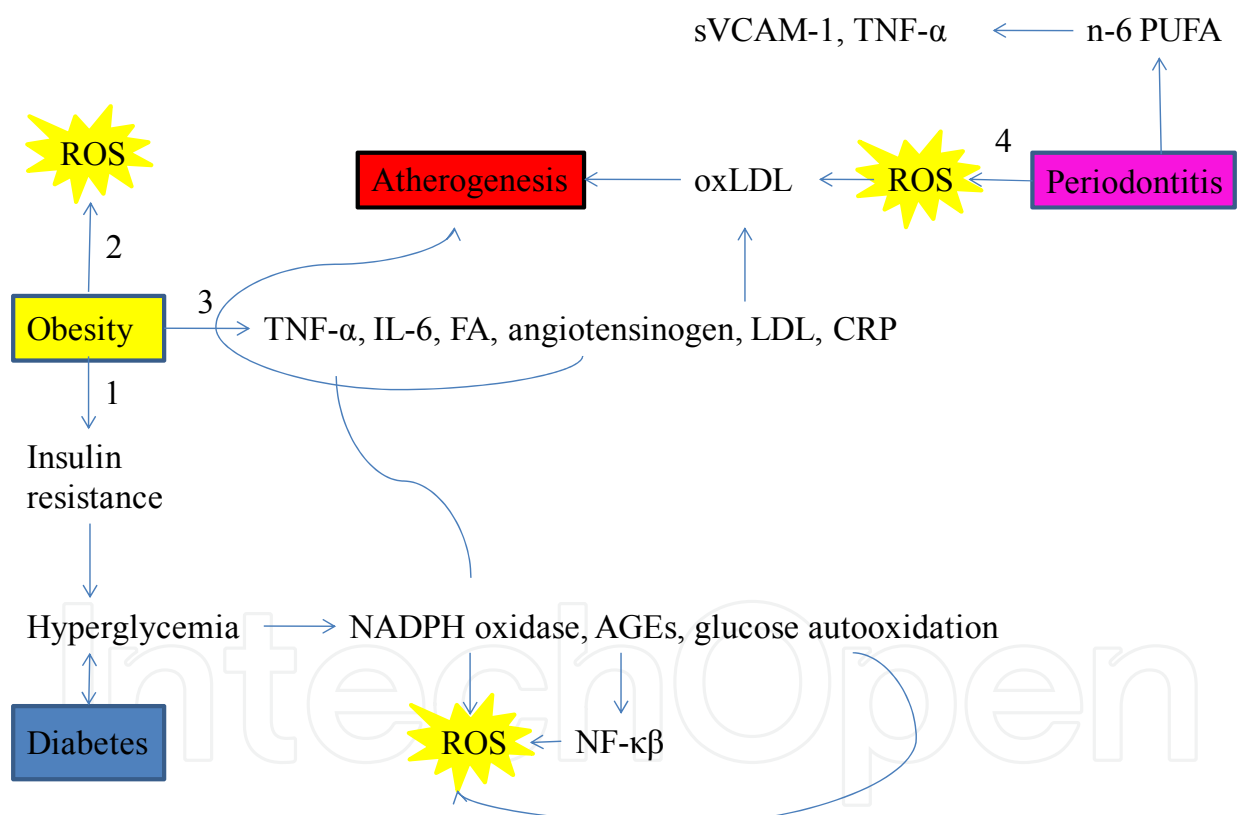 sVCAM-1, TNF-α
n-6 PUFA
ROS
4
Atherogenesis
oxLDL
ROS
Periodontitis
2
3
Obesity
TNF-α, IL-6, FA, angiotensinogen, LDL, CRP
1
Insulin
resistance
Hyperglycemia
NADPH oxidase, AGEs, glucose autooxidation
IntechOpen
Diabetes
ROS
NF-κβ